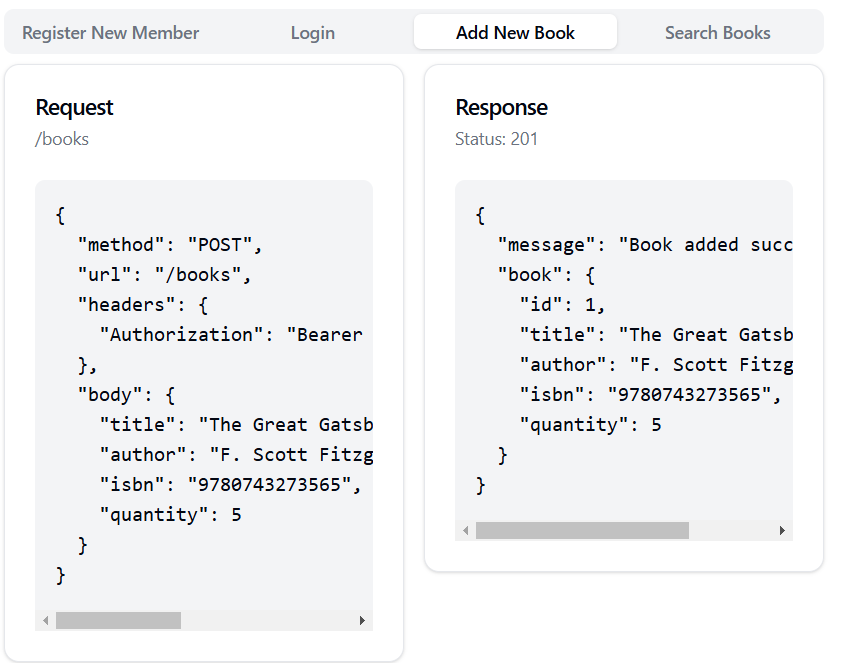 Register New Member Login Add New Book Search Books
Request
/books
{
  "method": "POST",
  "url": "/books",
  "headers": {
    "Authorization": "Bearer
  },
  "body": {
    "title": "The Great Gatsb
    "author": "F. Scott Fitzg
    "isbn": "9780743273565",
    "quantity": 5
  }
}
Response
Status: 201
{
  "message": "Book added succ
  "book": {
    "id": 1,
    "title": "The Great Gatsb
    "author": "F. Scott Fitzg
    "isbn": "9780743273565",
    "quantity": 5
  }
}